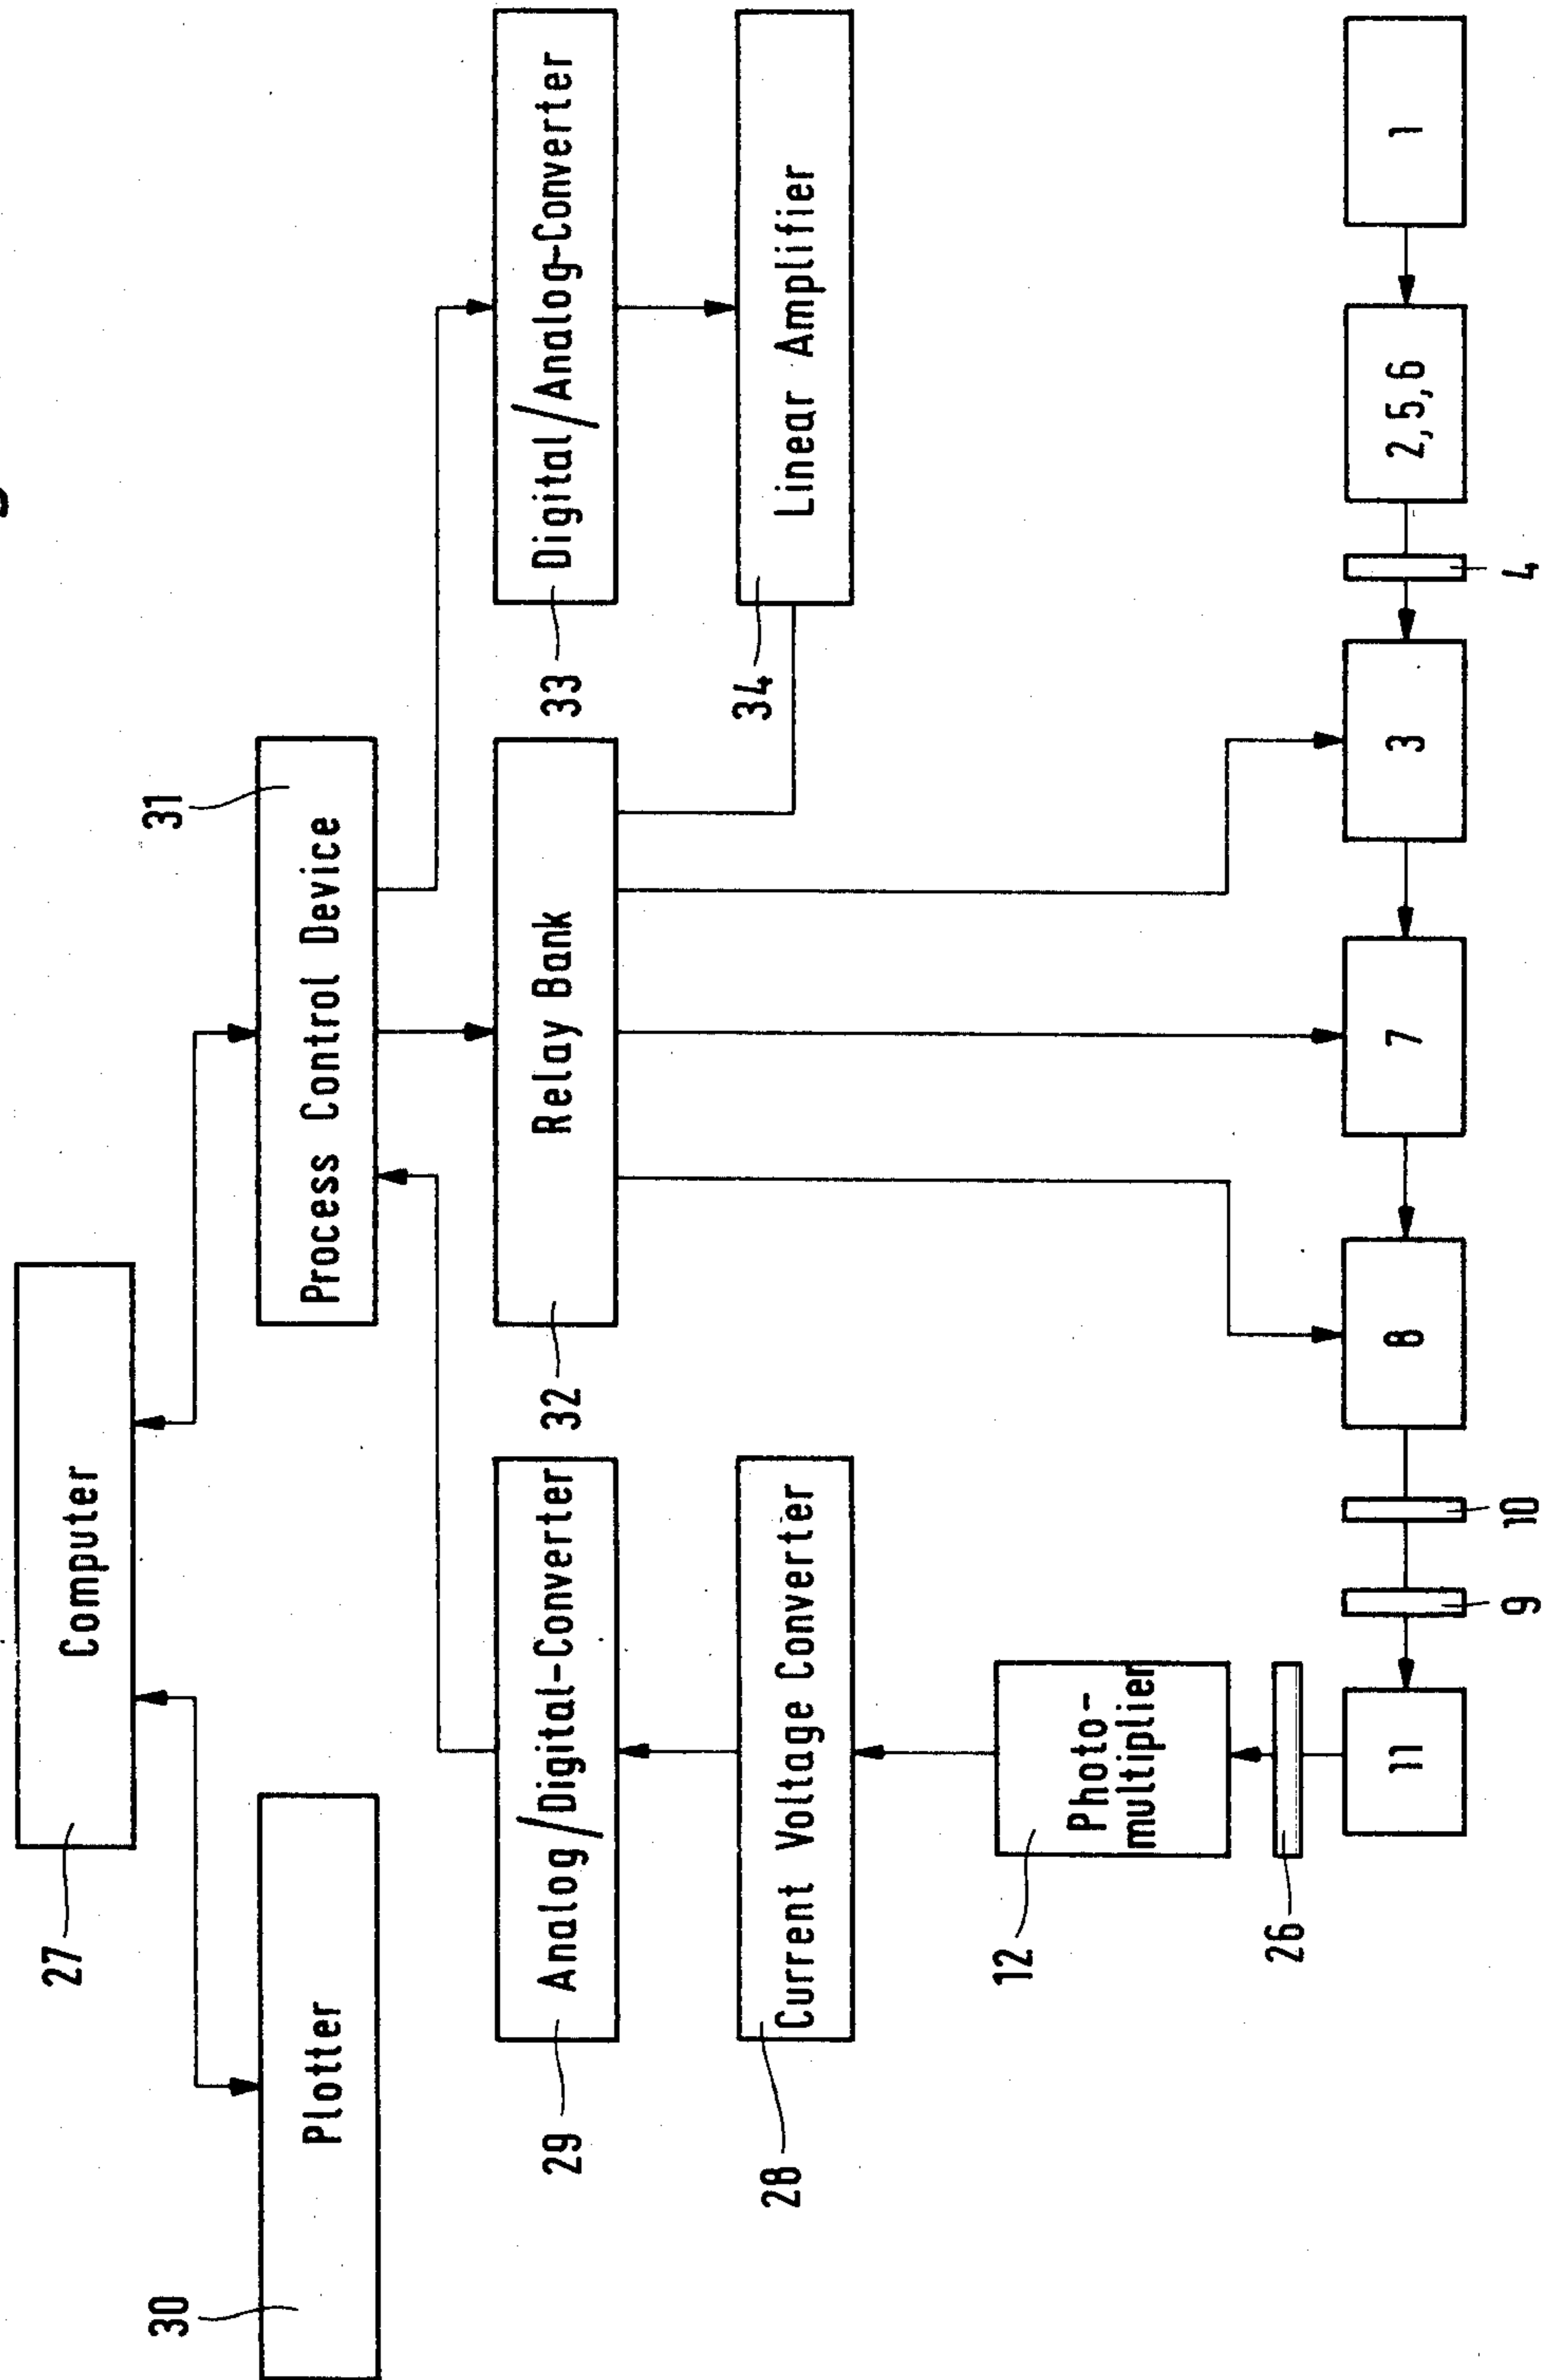 27
Computer
30
31
Plotter
Process Control Device
29
Analog/Digital-Converter
32
Relay Bank
33
Digital/Analog-Converter
28
Current Voltage Converter
34
Linear Amplifier
12
Photo-
multiplier
26
11
8
7
3
2,5,6
1
9
10
4